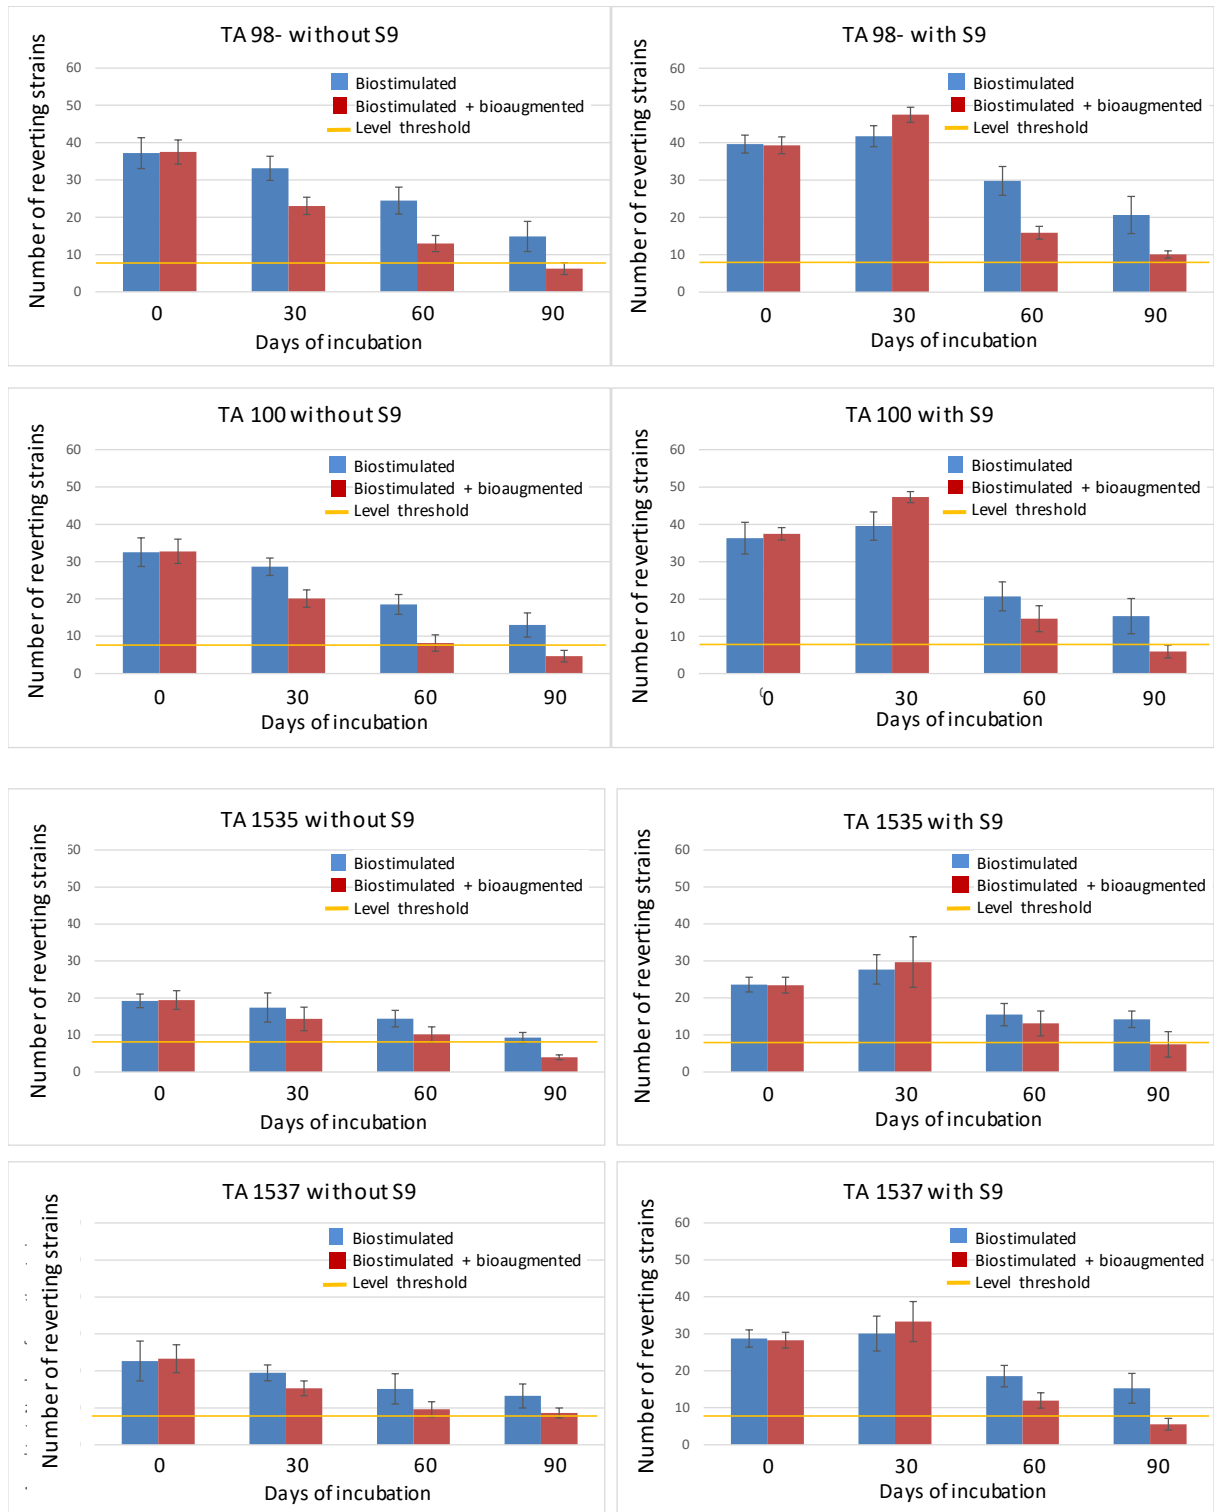 TA 98- without S9
Number of reverting strains
60
50
40
30
20
10
0
Biostimulated
Biostimulated + bioaugmented
Level threshold
0 30 60 90
Days of incubation
TA 98- with S9
Number of reverting strains
60
50
40
30
20
10
0
Biostimulated
Biostimulated + bioaugmented
Level threshold
0 30 60 90
Days of incubation
TA 100 without S9
Number of reverting strains
60
50
40
30
20
10
0
Biostimulated
Biostimulated + bioaugmented
Level threshold
0 30 60 90
Days of incubation
TA 100 with S9
Number of reverting strains
60
50
40
30
20
10
0
Biostimulated
Biostimulated + bioaugmented
Level threshold
0 30 60 90
Days of incubation
TA 1535 without S9
Number of reverting strains
60
50
40
30
20
10
0
Biostimulated
Biostimulated + bioaugmented
Level threshold
0 30 60 90
Days of incubation
TA 1535 with S9
Number of reverting strains
60
50
40
30
20
10
0
Biostimulated
Biostimulated + bioaugmented
Level threshold
0 30 60 90
Days of incubation
TA 1537 without S9
Number of reverting strains
Biostimulated
Biostimulated + bioaugmented
Level threshold
0 30 60 90
Days of incubation
TA 1537 with S9
Number of reverting strains
60
50
40
30
20
10
0
Biostimulated
Biostimulated + bioaugmented
Level threshold
0 30 60 90
Days of incubation